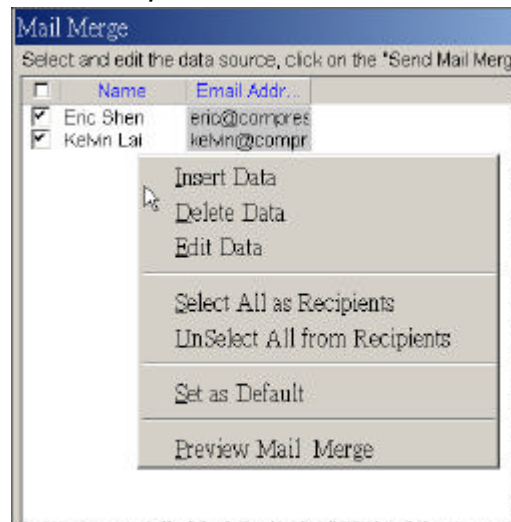 Mail Merge
Select and edit the data source, click on the "Send Mail Merg
Name Email Addr...
Eric Shen eric@compres
Kelvin Lai kelvin@compr
Insert Data
Delete Data
Edit Data
Select All as Recipients
UnSelect All from Recipients
Set as Default
Preview Mail Merge